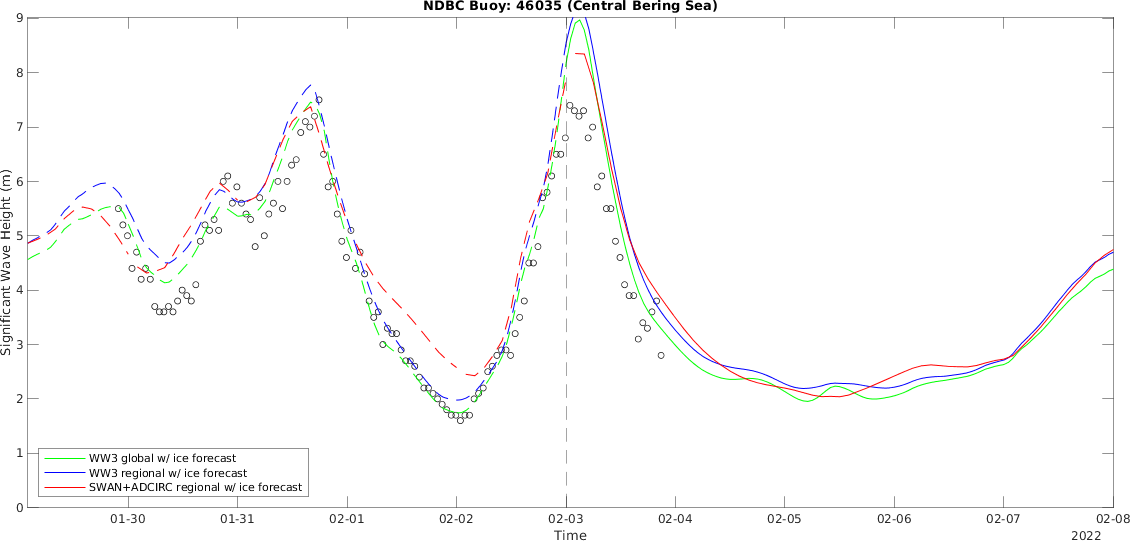 NDBC Buoy: 46035 (Central Bering Sea)
9
8
7
6
5
4
3
2
1
0
Significant Wave Height (m)
WW3 global w/ ice forecast
WW3 regional w/ ice forecast
SWAN+ADCIRC regional w/ ice forecast
01-30 01-31 02-01 02-02 02-03 02-04 02-05 02-06 02-07 02-08
Time
2022